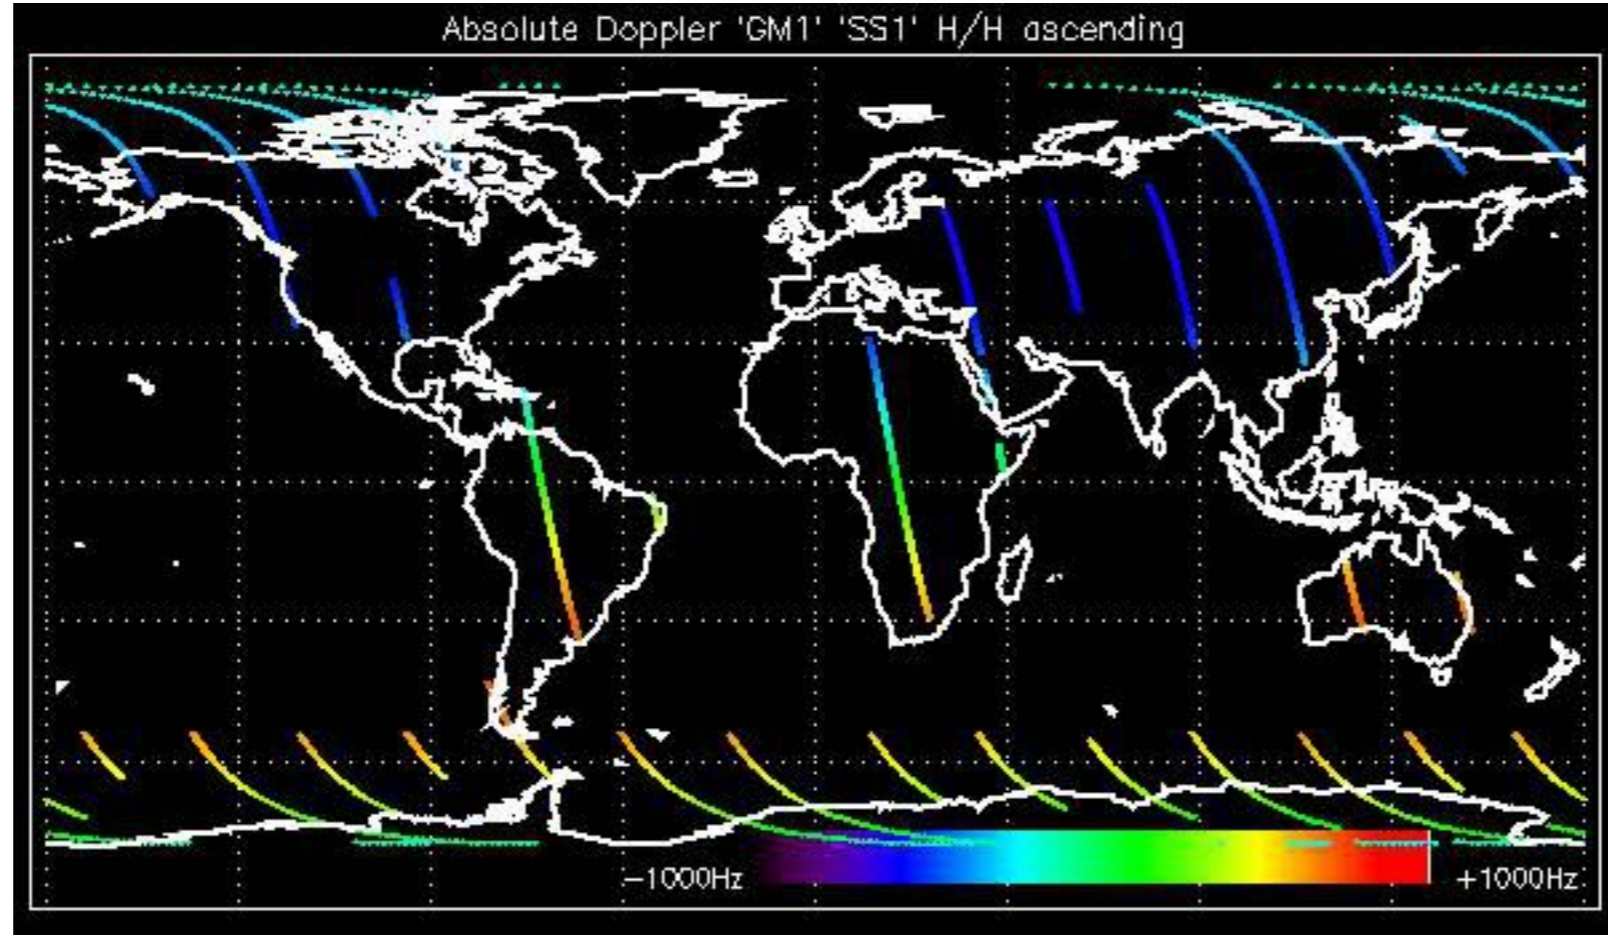 Absolute Doppler 'GM1' 'SS1' H/H ascending
−1000Hz +1000Hz